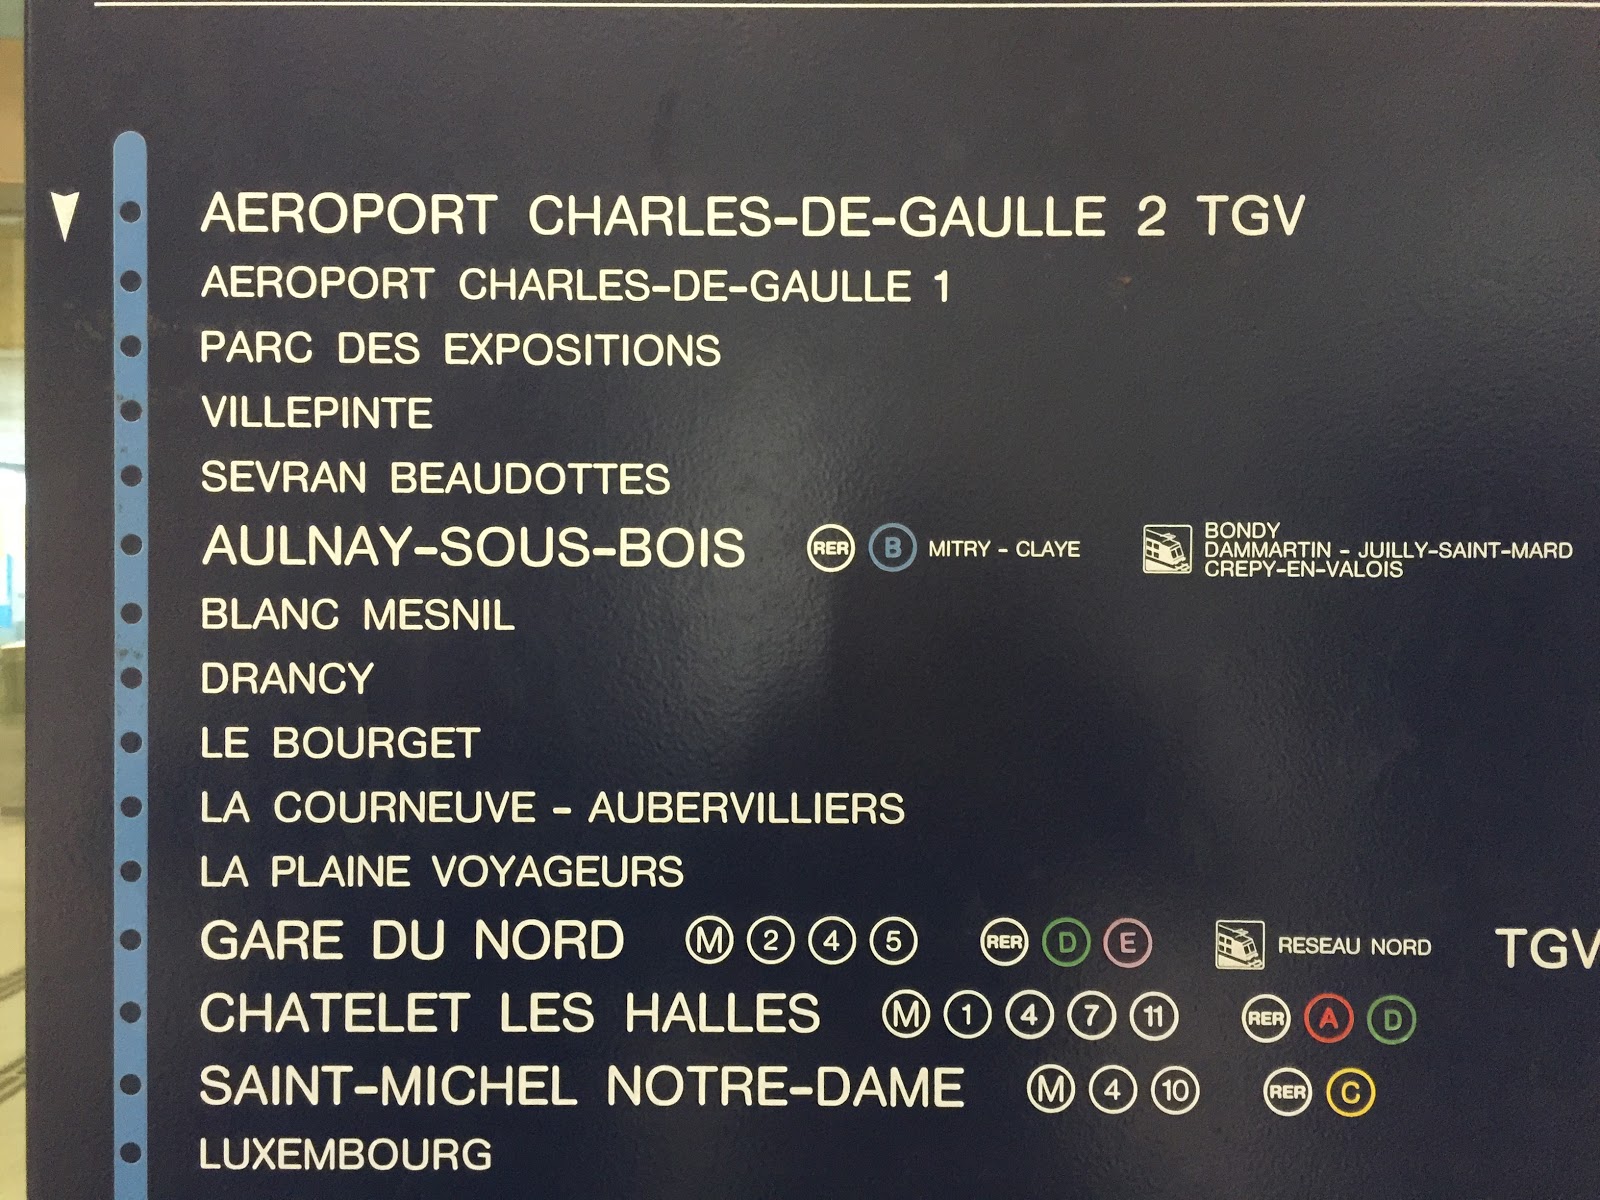 AEROPORT CHARLES-DE-GAULLE 2 TGV
AEROPORT CHARLES-DE-GAULLE 1
PARC DES EXPOSITIONS
VILLEPINTE
SEVRAN BEAUDOTTES
AULNAY-SOUS-BOIS RER B MITRY - CLAYE
BONDY
DAMMARTIN - JUILLY-SAINT-MARD
CREPY-EN-VALOIS
BLANC MESNIL
DRANCY
LE BOURGET
LA COURNEUVE - AUBERVILLIERS
LA PLAINE VOYAGEURS
GARE DU NORD M 2 4 5 RER D E RESEAU NORD TGV
CHATELET LES HALLES M 1 4 7 11 RER A D
SAINT-MICHEL NOTRE-DAME M 4 10 RER C
LUXEMBOURG